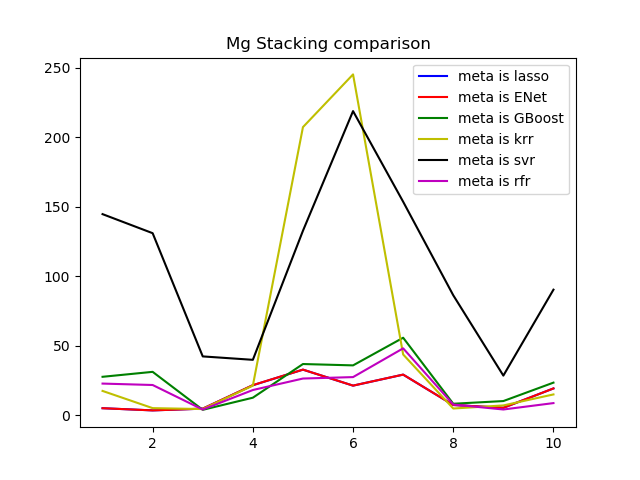 Mg Stacking comparison
250
200
150
100
50
0
meta is lasso
meta is ENet
meta is GBoost
meta is krr
meta is svr
meta is rfr
2 4 6 8 10